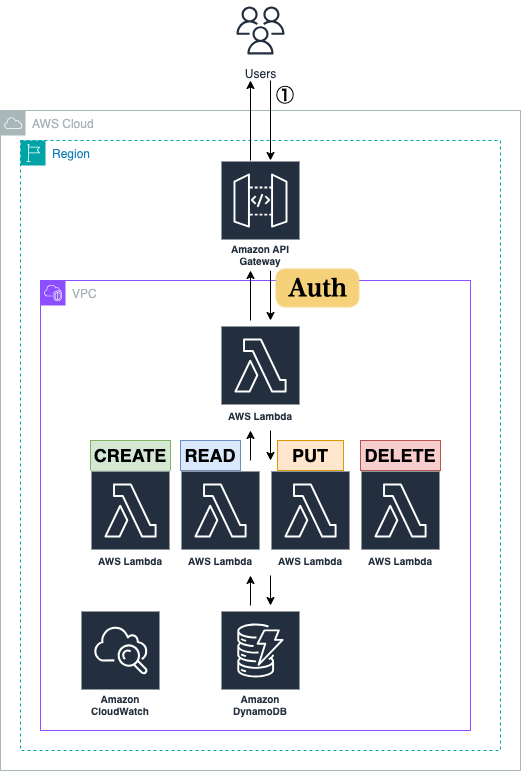 Users
①
AWS Cloud
Region
Amazon API
Gateway
Auth
VPC
AWS Lambda
CREATE
READ
PUT
DELETE
AWS Lambda
AWS Lambda
AWS Lambda
AWS Lambda
Amazon
CloudWatch
Amazon
DynamoDB